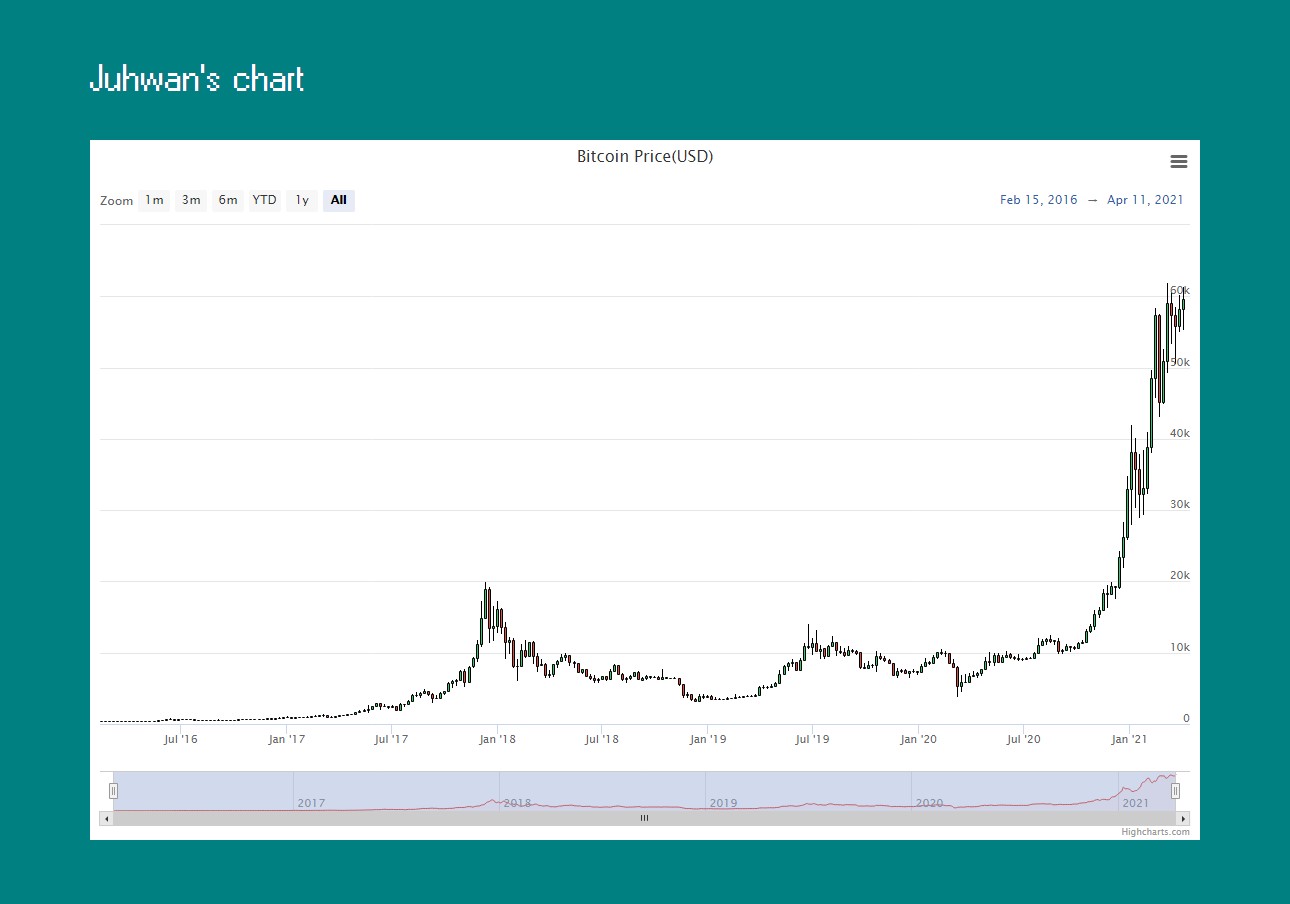 Juhwan's chart
Bitcoin Price(USD)
Zoom 1m 3m 6m YTD 1y All Feb 15, 2016 → Apr 11, 2021
60k
50k
40k
30k
20k
10k
0
Jul '16 Jan '17 Jul '17 Jan '18 Jul '18 Jan '19 Jul '19 Jan '20 Jul '20 Jan '21
2017 2018 2019 2020 2021
Highcharts.com